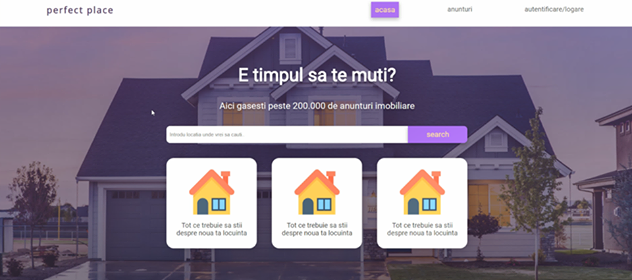 perfect place
acasa
anunturi
autentificare/logare
E timpul sa te muti?
Aici gasesti peste 200.000 de anunturi imobiliare
Introdu locatia unde vrei sa cauti
search
Tot ce trebuie sa stii
despre noua ta locuinta
Tot ce trebuie sa stii
despre noua ta locuinta
Tot ce trebuie sa stii
despre noua ta locuinta